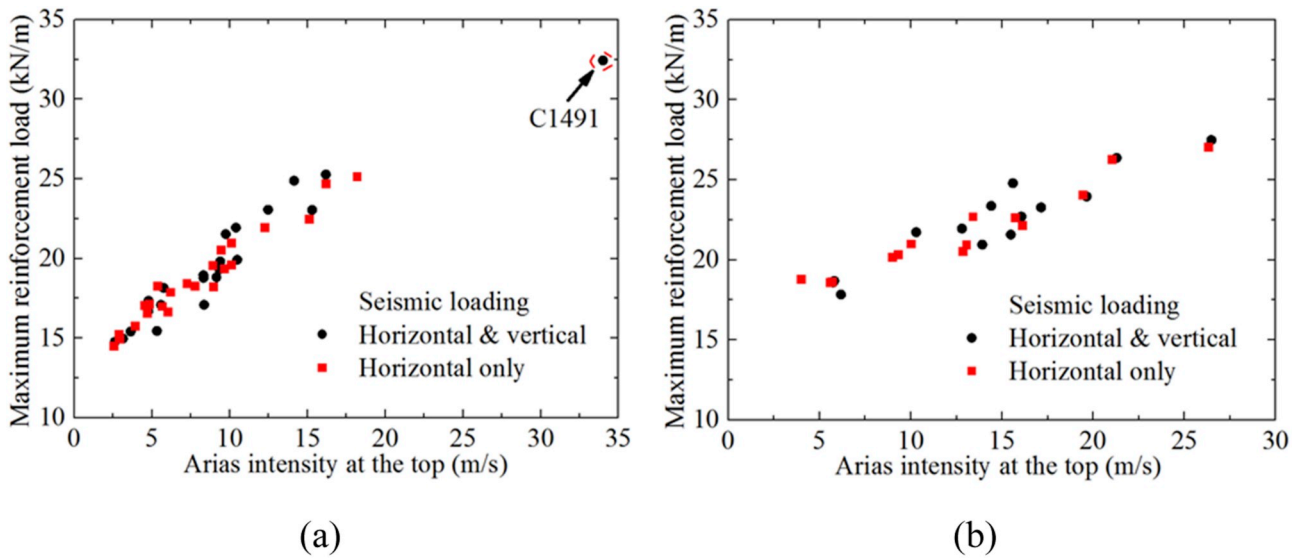 Maximum reinforcement load (kN/m)
35
30
25
20
15
10
C1491
Seismic loading
Horizontal & vertical
Horizontal only
0 5 10 15 20 25 30 35
Arias intensity at the top (m/s)
(a)
Maximum reinforcement load (kN/m)
35
30
25
20
15
10
Seismic loading
Horizontal & vertical
Horizontal only
0 5 10 15 20 25 30
Arias intensity at the top (m/s)
(b)